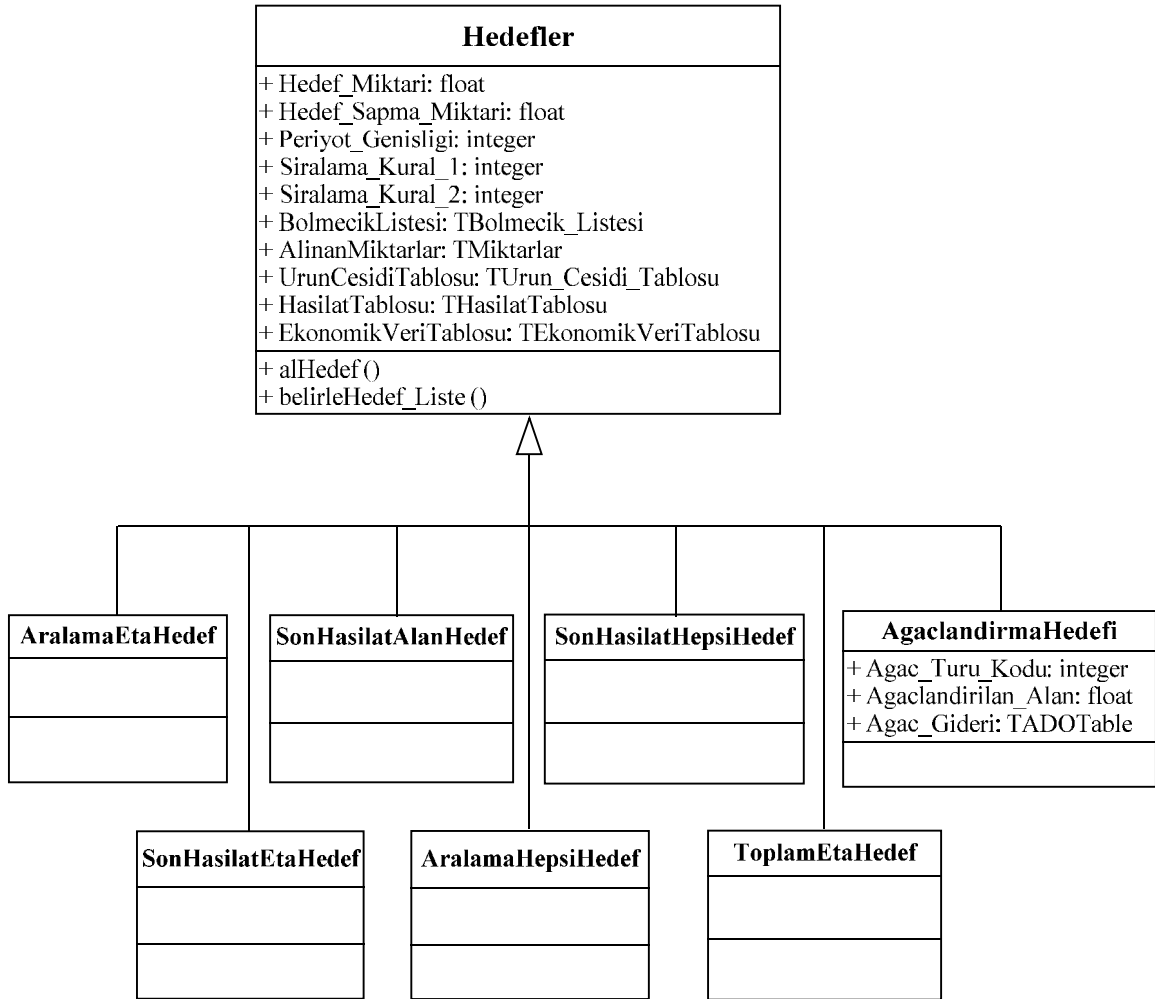 Hedefler
+ Hedef_Miktari: float
+ Hedef_Sapma_Miktari: float
+ Periyot_Genisligi: integer
+ Siralama_Kural_1: integer
+ Siralama_Kural_2: integer
+ BolmecikListesi: TBolmecik_Listesi
+ AlinanMiktarlar: TMiktarlar
+ UrunCesidiTablosu: TUrun_Cesidi_Tablosu
+ HasilatTablosu: THasilatTablosu
+ EkonomikVeriTablosu: TEkonomikVeriTablosu
+ alHedef()
+ belirleHedef_Liste()
AralamaEtaHedef
SonHasilatAlanHedef
SonHasilatHepsiHedef
AgaclandirmaHedefi
+ Agac_Turu_Kodu: integer
+ Agaclandirilan_Alan: float
+ Agac_Gideri: TADOTable
SonHasilatEtaHedef
AralamaHepsiHedef
ToplamEtaHedef